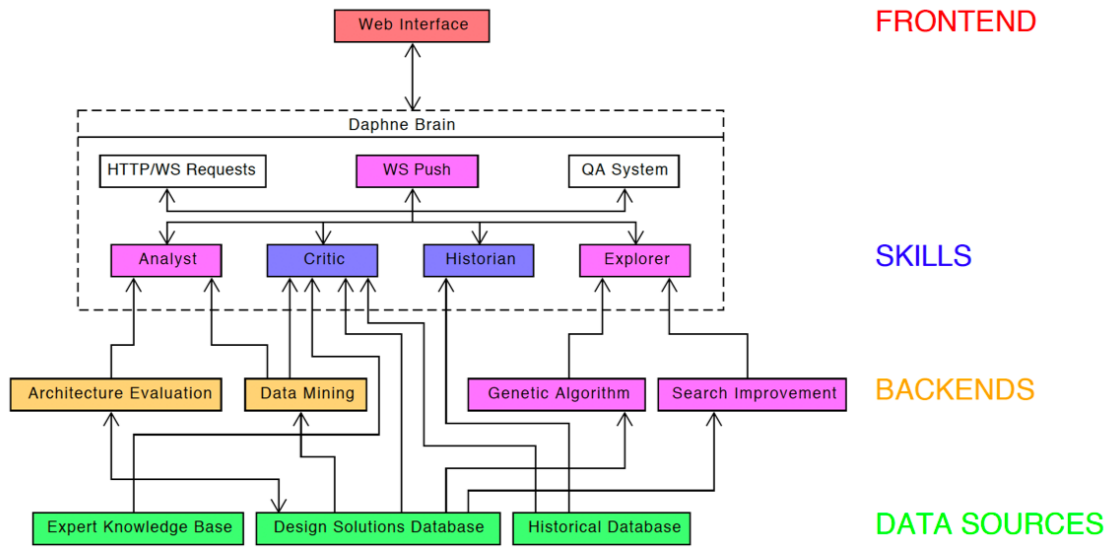 Web Interface
FRONTEND
Daphne Brain
HTTP/WS Requests
WS Push
QA System
Analyst
Critic
Historian
Explorer
SKILLS
Architecture Evaluation
Data Mining
Genetic Algorithm
Search Improvement
BACKENDS
Expert Knowledge Base
Design Solutions Database
Historical Database
DATA SOURCES